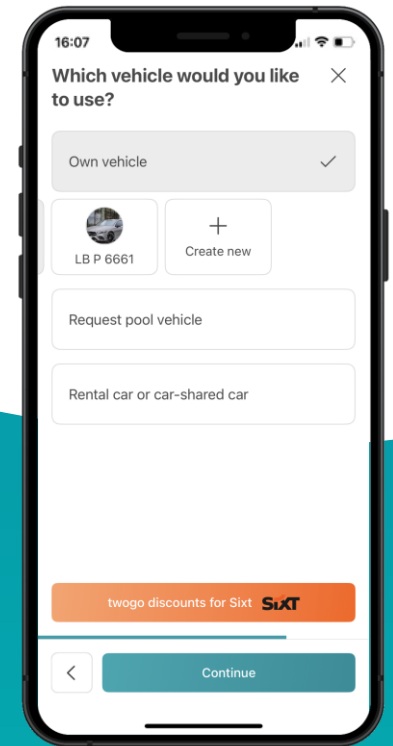 16:07
Which vehicle would you like
to use?
Own vehicle
LB P 6661
Create new
Request pool vehicle
Rental car or car-shared car
twogo discounts for Sixt SIXT
Continue